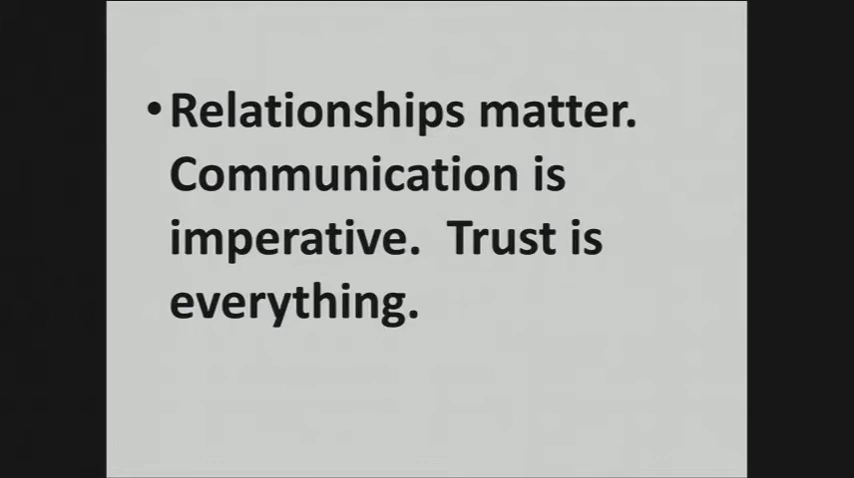 • Relationships matter.
Communication is
imperative.  Trust is
everything.